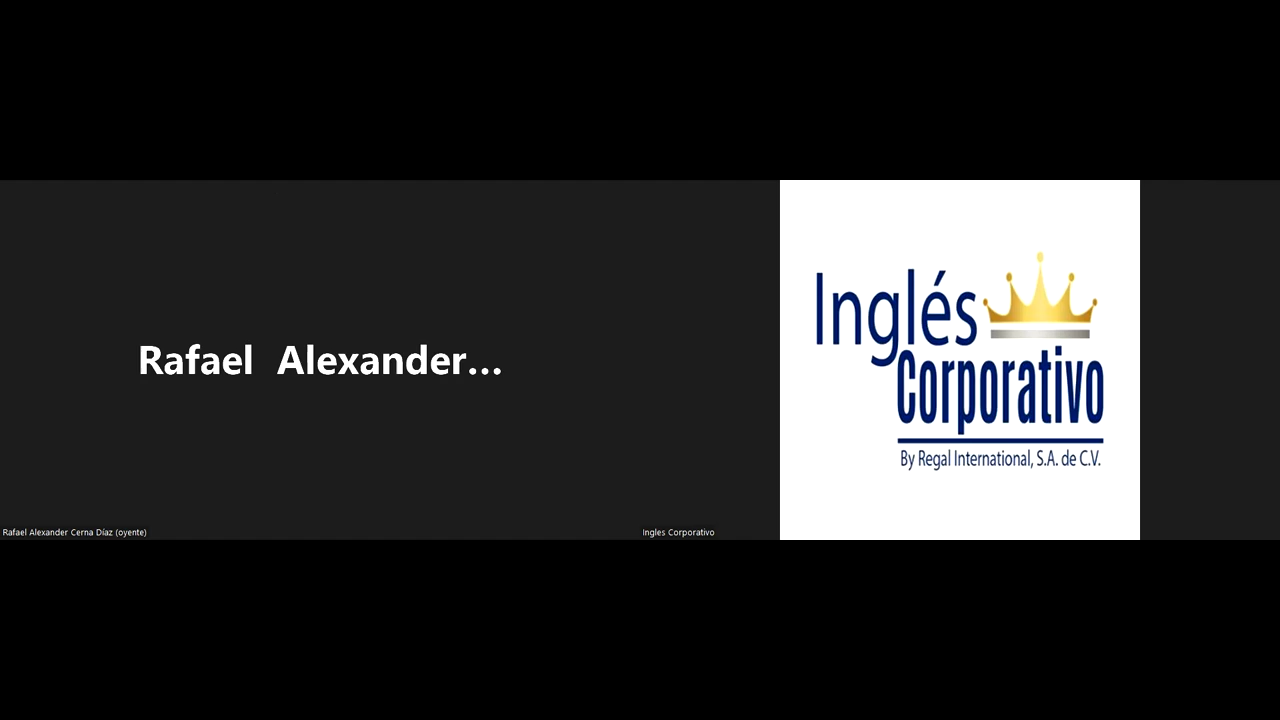 Rafael Alexander...
Rafael Alexander Cerna Díaz (oyente)
Inglés
Corporativo
By Regal International, S.A. de C.V.
Ingles Corporativo